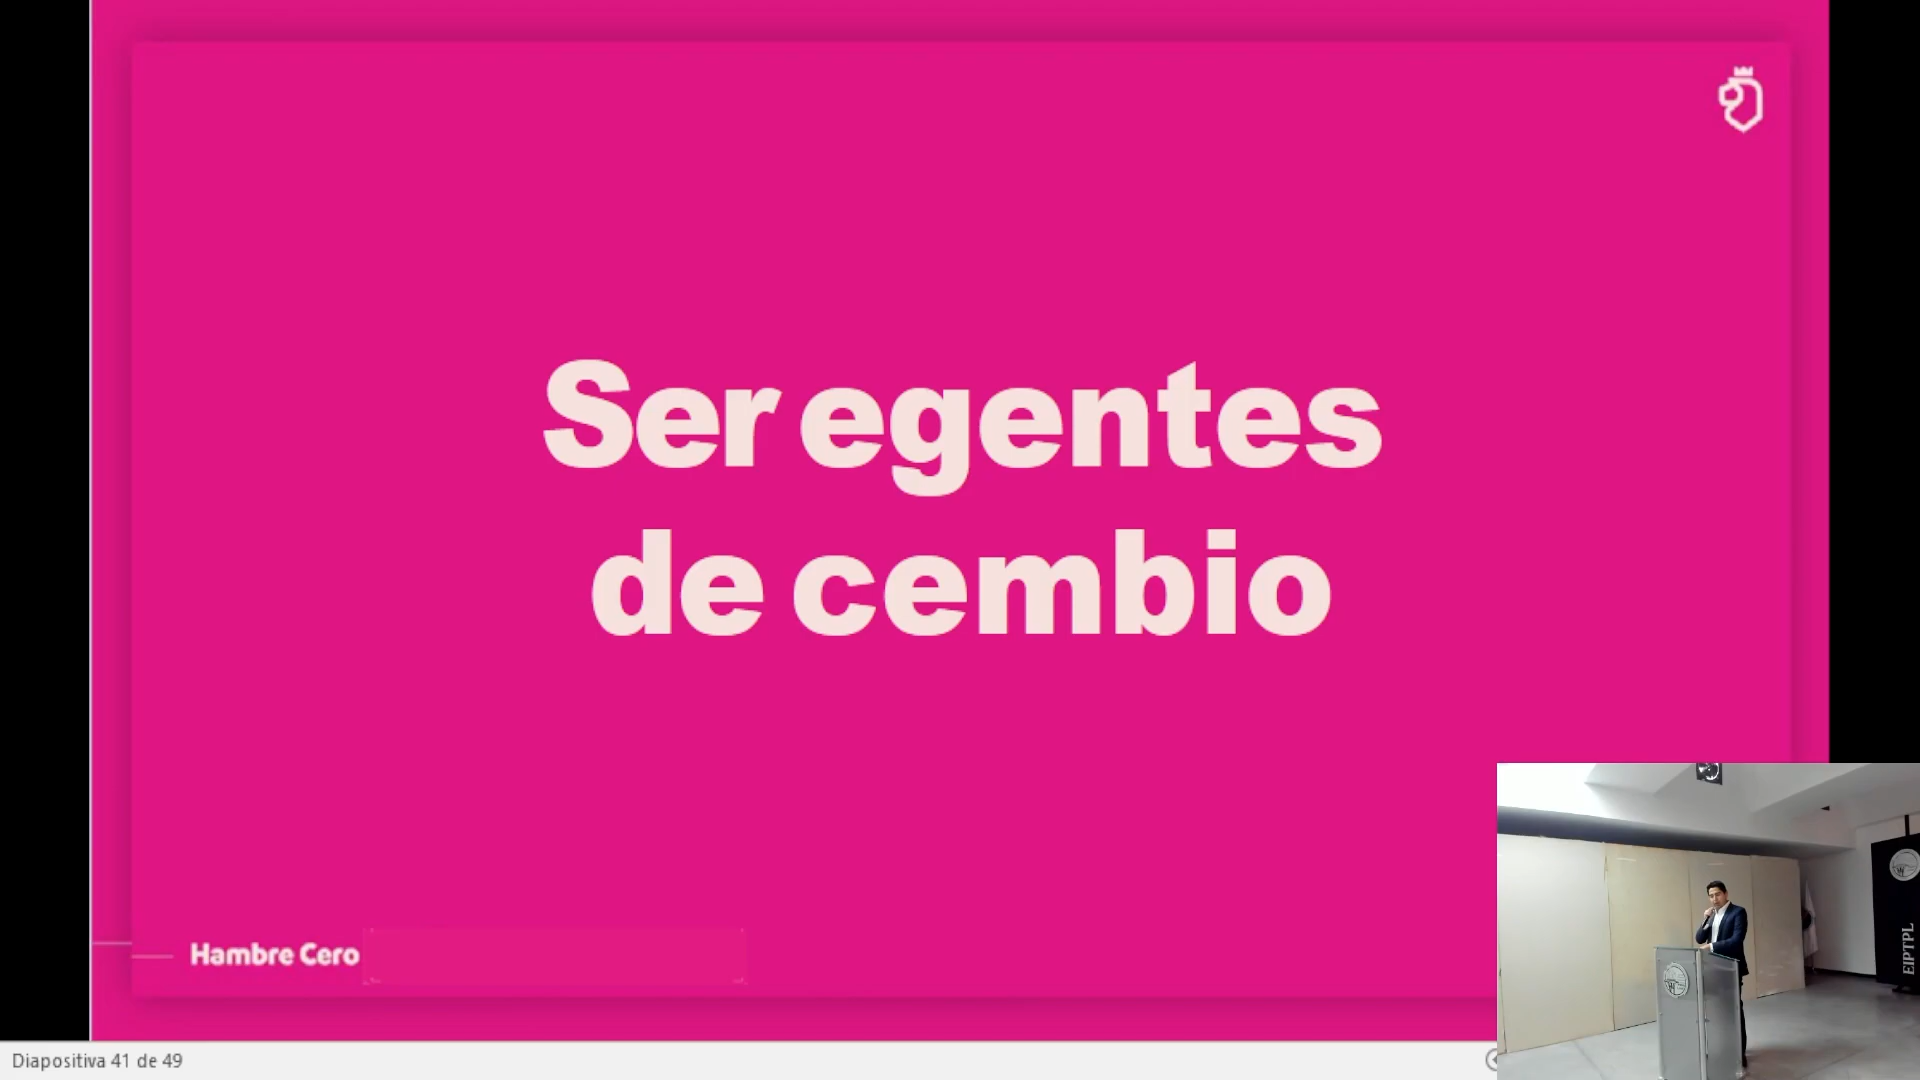 Ser egentes
de cembio
Hambre Cero
Diapositiva 41 de 49
EIPTPL